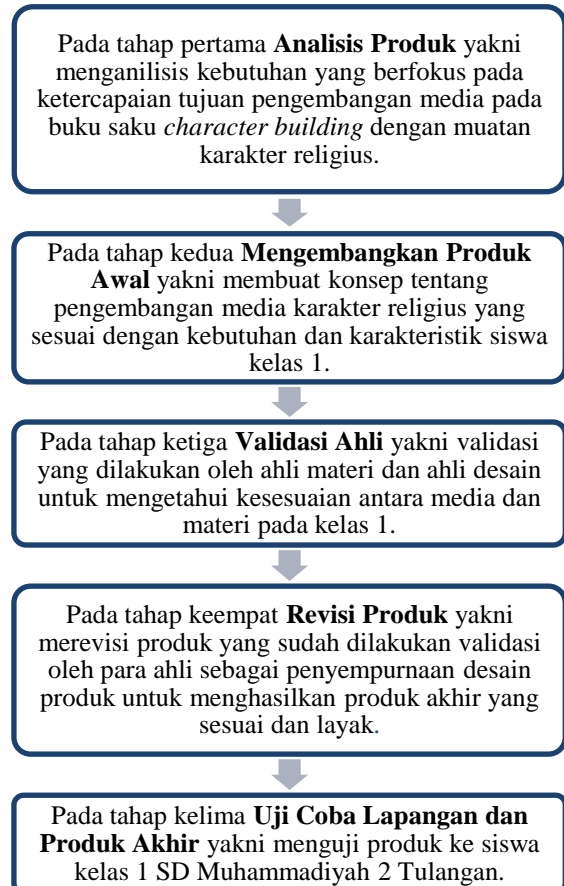 Pada tahap pertama Analisis Produk yakni
menganilisis kebutuhan yang berfokus pada
ketercapaian tujuan pengembangan media pada
buku saku character building dengan muatan
karakter religius.
Pada tahap kedua Mengembangkan Produk
Awal yakni membuat konsep tentang
pengembangan media karakter religius yang
sesuai dengan kebutuhan dan karakteristik siswa
kelas 1.
Pada tahap ketiga Validasi Ahli yakni validasi
yang dilakukan oleh ahli materi dan ahli desain
untuk mengetahui kesesuaian antara media dan
materi pada kelas 1.
Pada tahap keempat Revisi Produk yakni
merevisi produk yang sudah dilakukan validasi
oleh para ahli sebagai penyempurnaan desain
produk untuk menghasilkan produk akhir yang
sesuai dan layak.
Pada tahap kelima Uji Coba Lapangan dan
Produk Akhir yakni menguji produk ke siswa
kelas 1 SD Muhammadiyah 2 Tulangan.